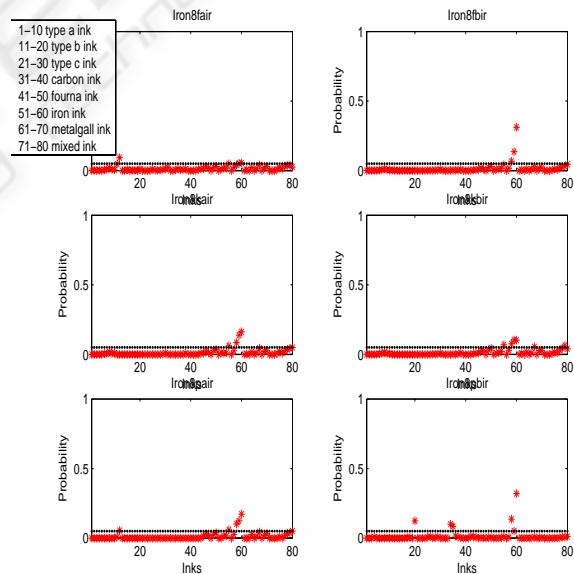 Iron8fair
Iron8fbir
1-10 type a ink
11-20 type b ink
21-30 type c ink
31-40 carbon ink
41-50 fourna ink
51-60 iron ink
61-70 metalgall ink
71-80 mixed ink
Probability
1
0.5
0
20
40
60
80
20
40
60
80
0
Inks
Inks
Probability
1
0.5
0
20
40
60
80
Probability
1
0.5
0
20
40
60
80
Inks
Inks
Probability
1
0.5
0
20
40
60
80
Inks
Probability
1
0.5
0
20
40
60
80
Inks